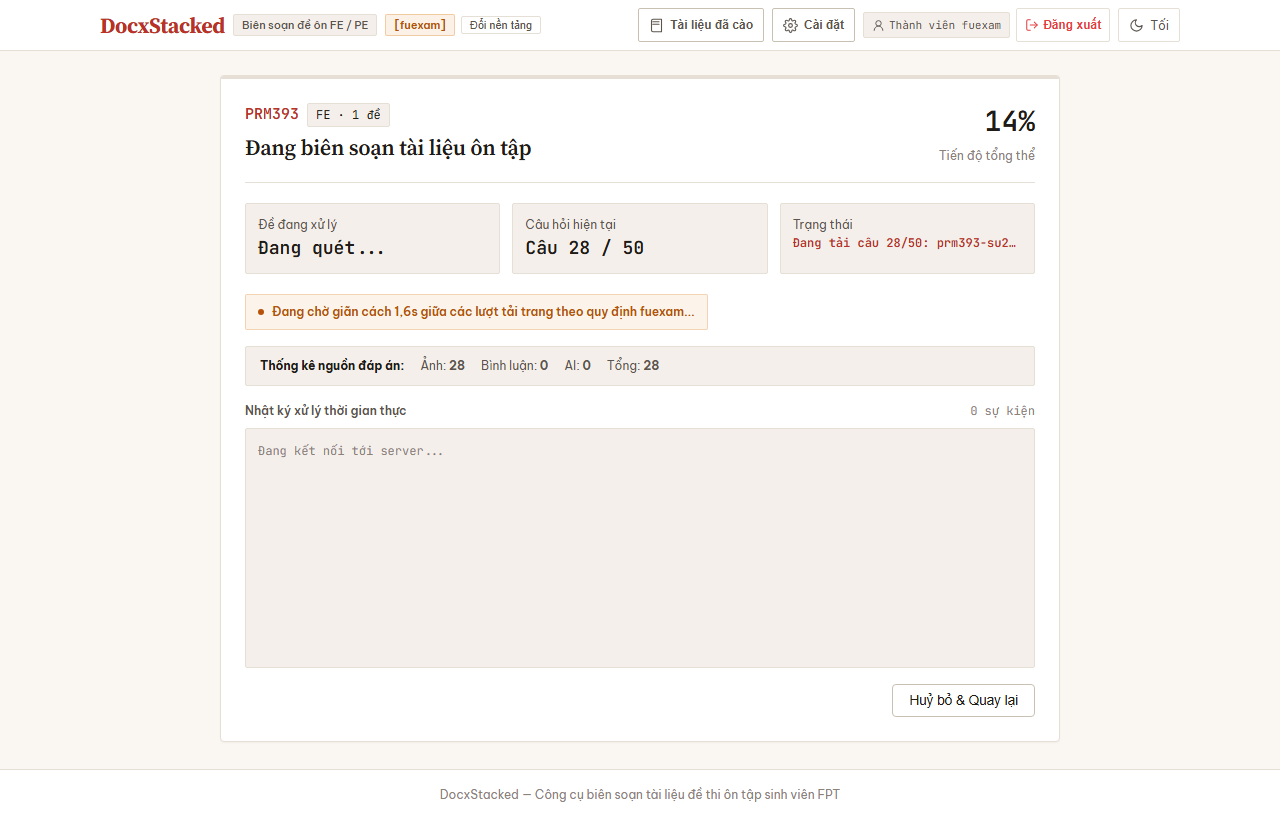 DocxStacked Biên soạn đề ôn FE / PE [fuexam] Đổi nền tảng Tài liệu đã cào Cài đặt Thành viên fuexam Đăng xuất Tối
PRM393 FE · 1 đề
14%
Đang biên soạn tài liệu ôn tập
Tiến độ tổng thể
Đề đang xử lý
Đang quét...
Câu hỏi hiện tại
Câu 28 / 50
Trạng thái
Đang tải câu 28/50: prm393-su2…
Đang chờ giãn cách 1,6s giữa các lượt tải trang theo quy định fuexam...
Thống kê nguồn đáp án: Ảnh: 28 Bình luận: 0 AI: 0 Tổng: 28
Nhật ký xử lý thời gian thực 0 sự kiện
Đang kết nối tới server...
Huỷ bỏ & Quay lại
DocxStacked — Công cụ biên soạn tài liệu đề thi ôn tập sinh viên FPT